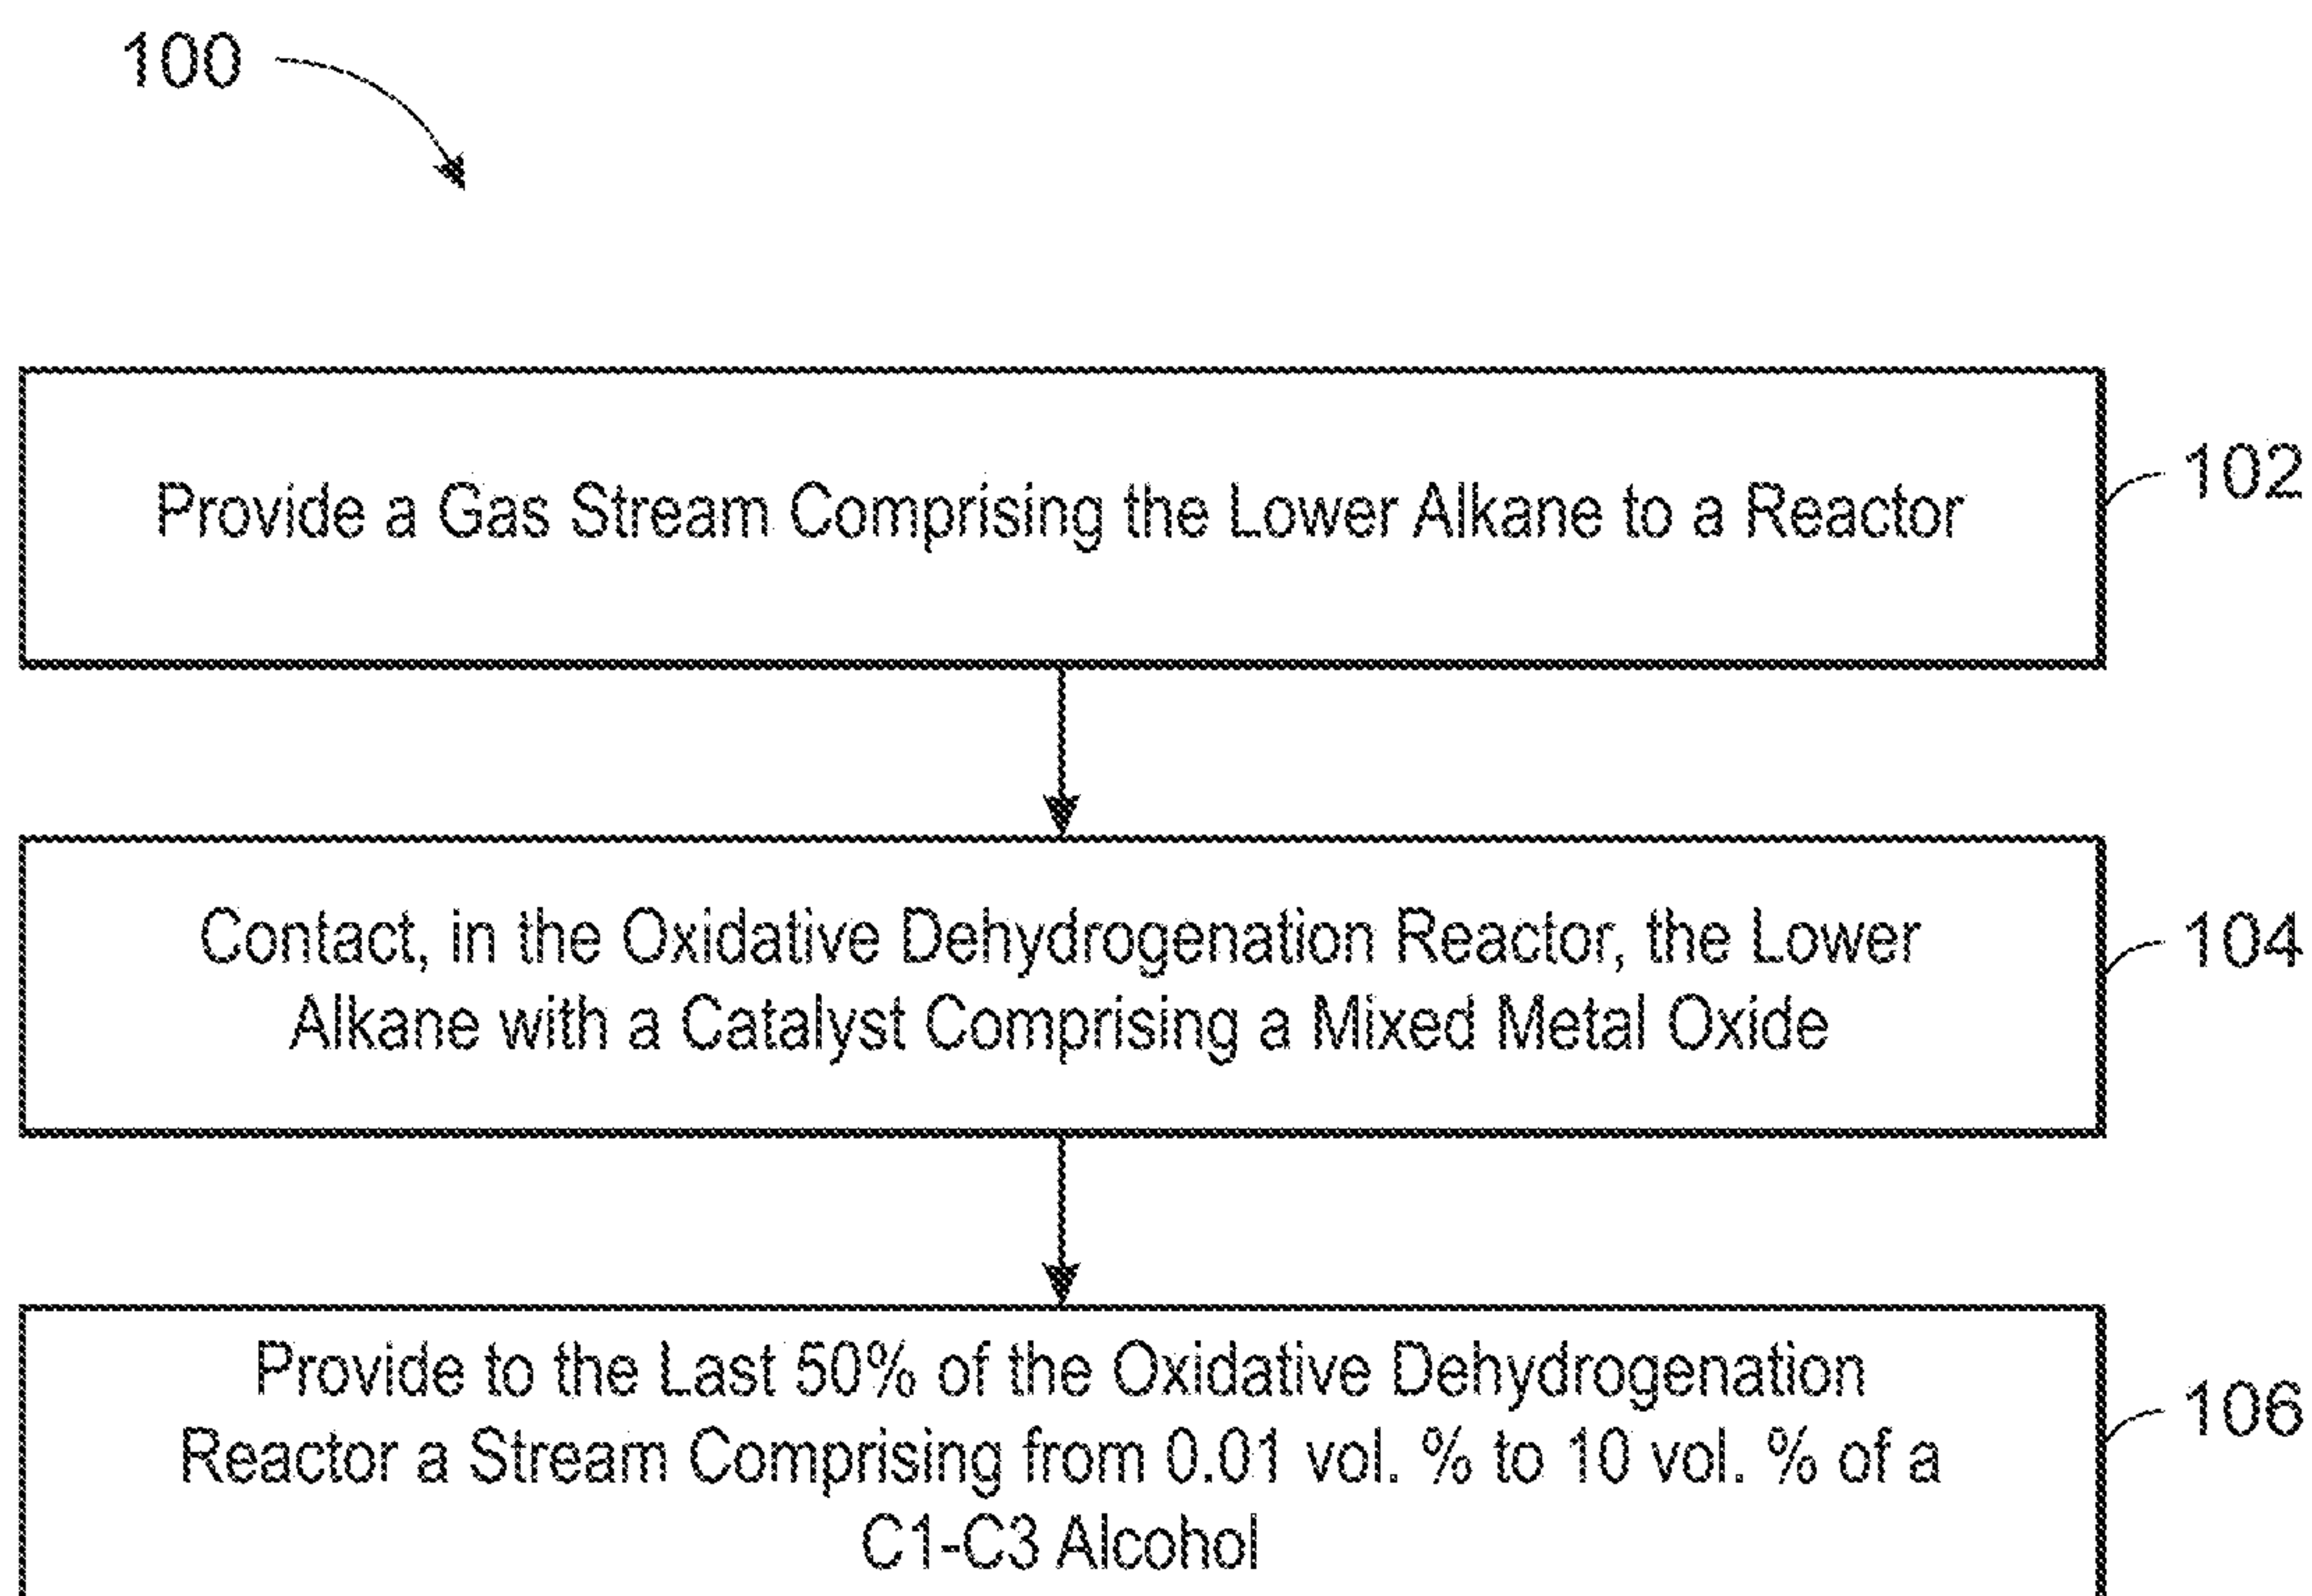 100
Provide a Gas Stream Comprising the Lower Alkane to a Reactor
102
Contact, in the Oxidative Dehydrogenation Reactor, the Lower
Alkane with a Catalyst Comprising a Mixed Metal Oxide
104
Provide to the Last 50% of the Oxidative Dehydrogenation
Reactor a Stream Comprising from 0.01 vol. % to 10 vol. % of a
C1-C3 Alcohol
106